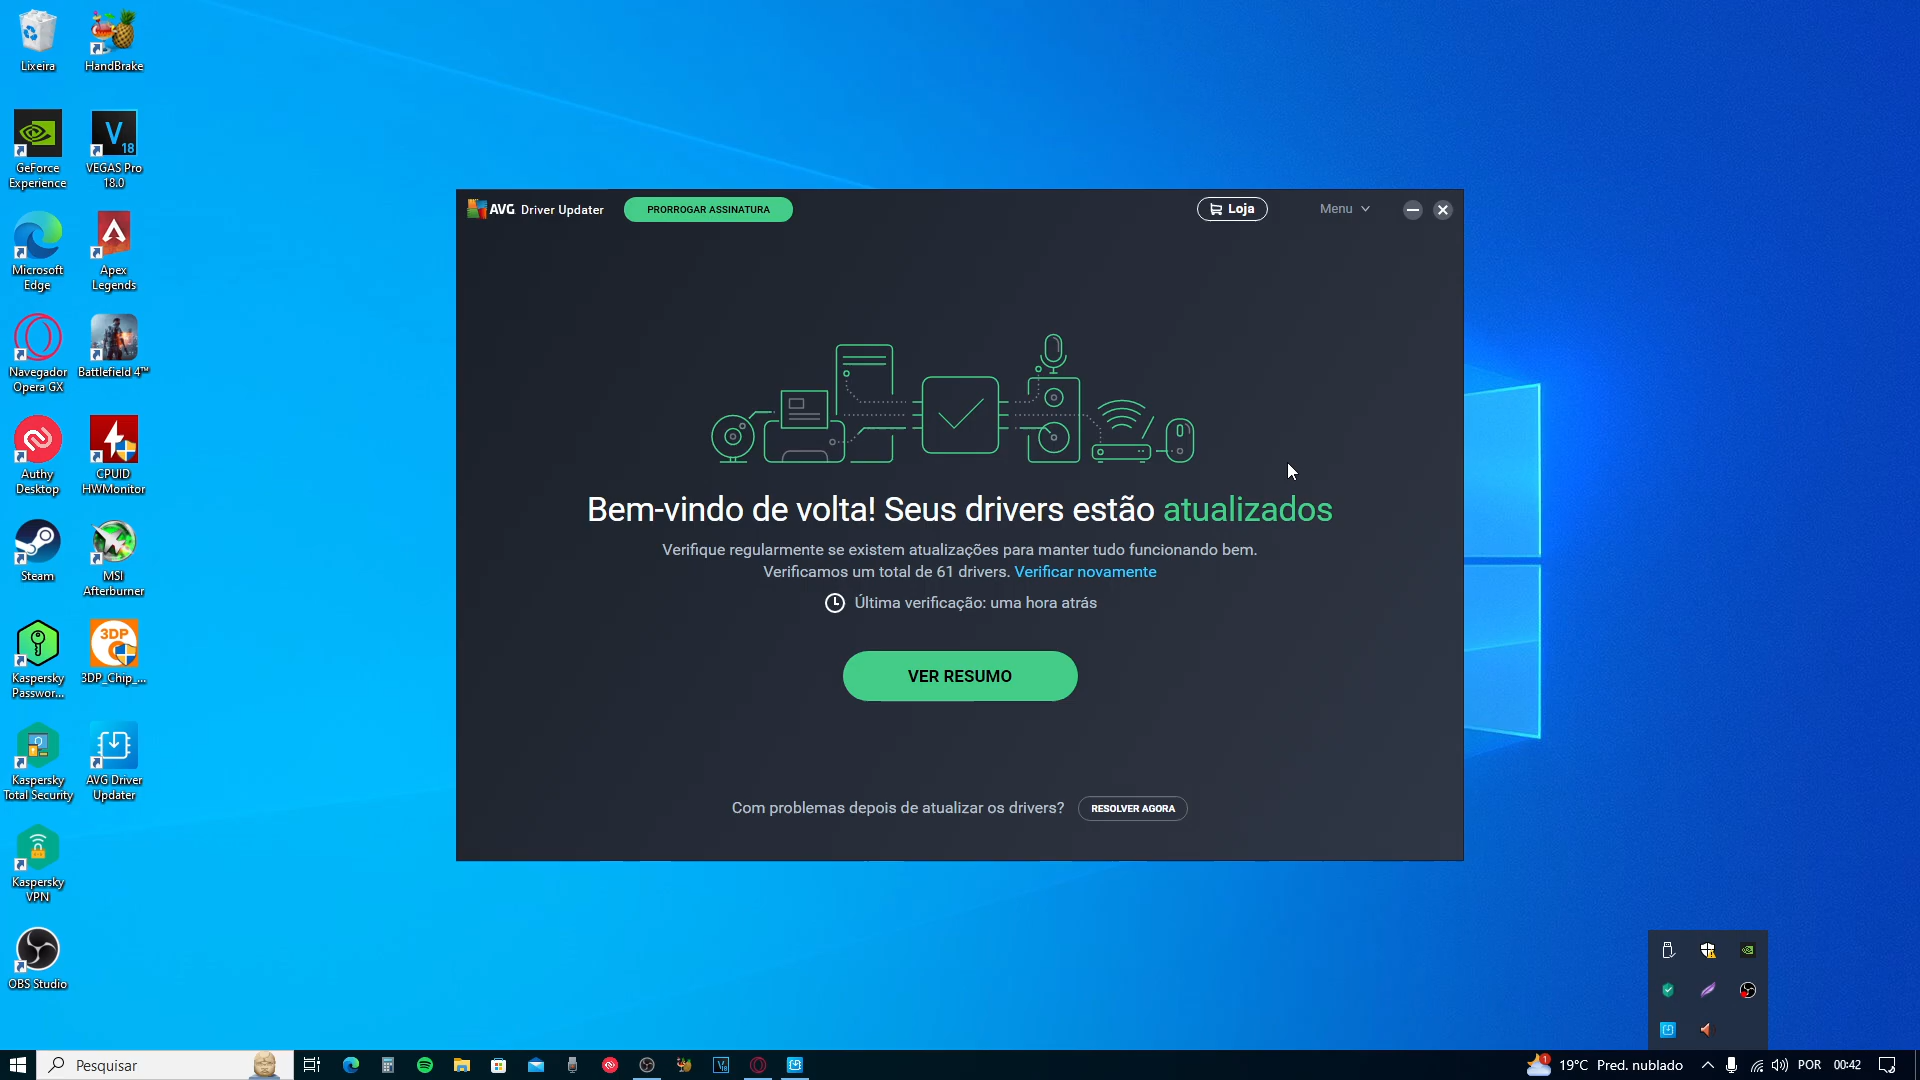 Lixeira
HandBrake
GeForce
Experience
VEGAS Pro
18.0
V
18
Microsoft
Edge
Apex
Legends
Navegador
Opera GX
Battlefield 4™
Authy
Desktop
CPUID
HWMonitor
Steam
MSI
Afterburner
Kaspersky
Passwor...
3DP
3DP_Chip_...
Kaspersky
Total Security
AVG Driver
Updater
Kaspersky
VPN
OBS Studio
AVG Driver Updater
PRORROGAR ASSINATURA
Loja
Menu
Bem-vindo de volta! Seus drivers estão atualizados
Verifique regularmente se existem atualizações para manter tudo funcionando bem.
Verificamos um total de 61 drivers. Verificar novamente
Última verificação: uma hora atrás
VER RESUMO
Com problemas depois de atualizar os drivers? RESOLVER AGORA
Pesquisar
V
18
1
19°C Pred. nublado
POR
00:42